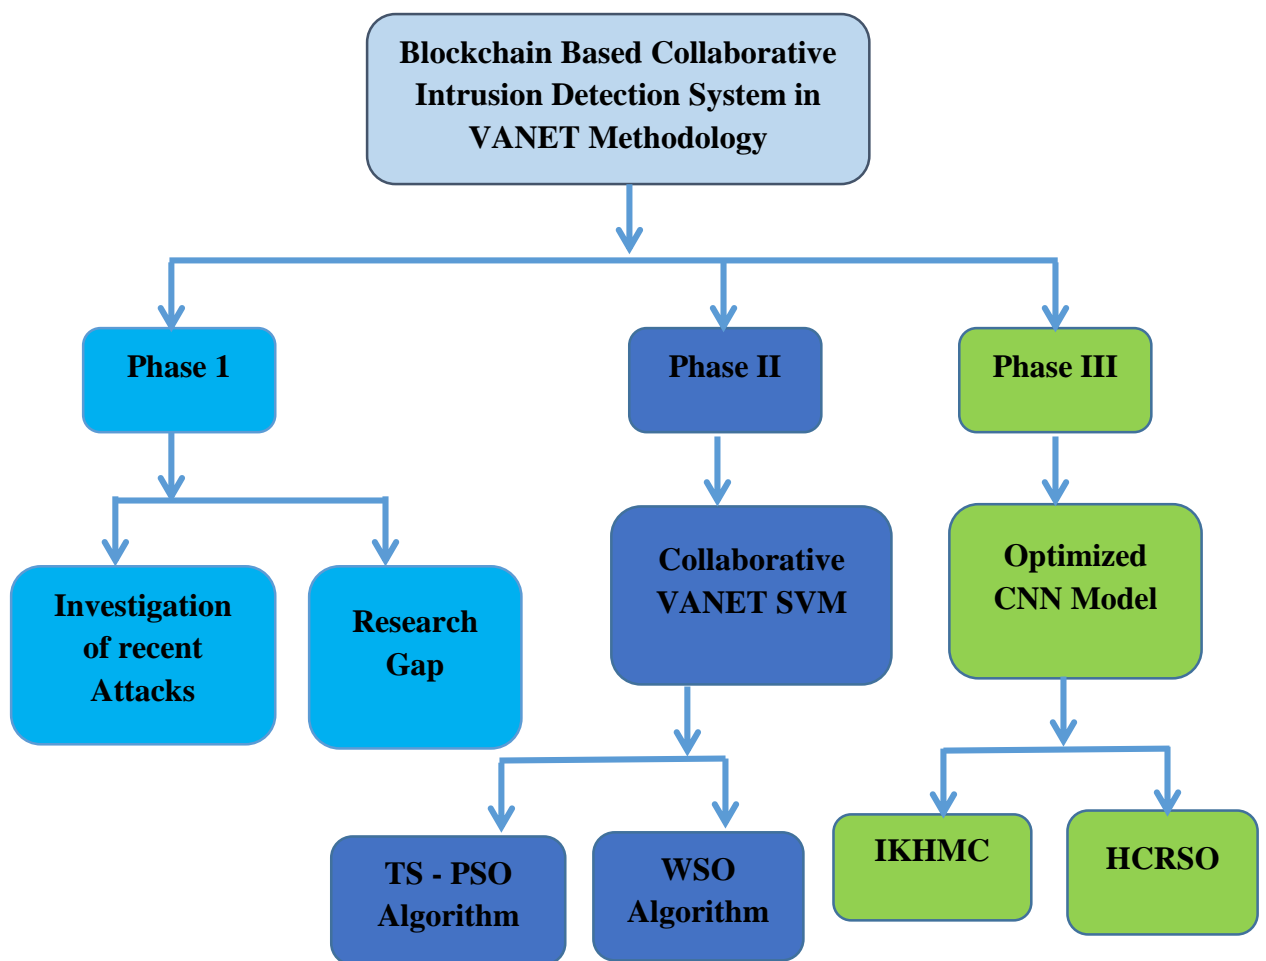 Blockchain Based Collaborative
Intrusion Detection System in
VANET Methodology
Phase 1
Phase II
Phase III
Investigation
of recent
Attacks
Research
Gap
Collaborative
VANET SVM
Optimized
CNN Model
TS - PSO
Algorithm
WSO
Algorithm
IKHMC
HCRSO